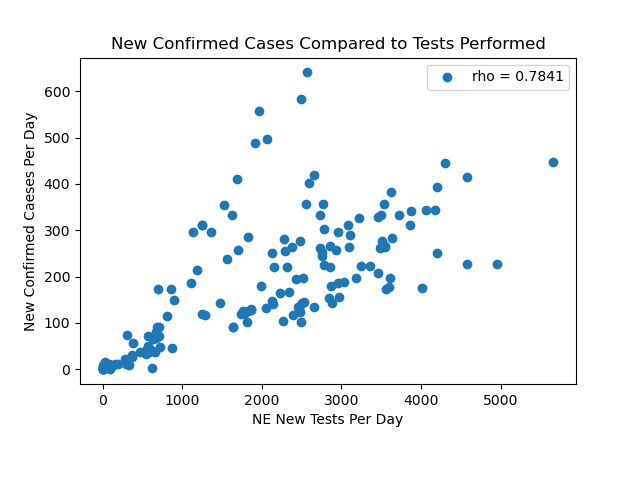 New Confirmed Cases Compared to Tests Performed
rho = 0.7841
600
500
400
300
200
100
0
New Confirmed Caeses Per Day
0 1000 2000 3000 4000 5000
NE New Tests Per Day